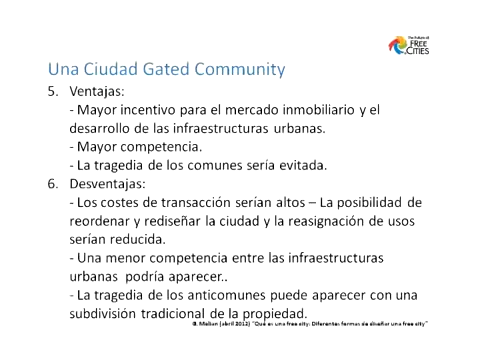 The Future of
FREE
CITIES
Una Ciudad Gated Community
5. Ventajas:
- Mayor incentivo para el mercado inmobiliario y el
desarrollo de las infraestructuras urbanas.
- Mayor competencia.
- La tragedia de los comunes sería evitada.
6. Desventajas:
- Los costes de transacción serían altos – La posibilidad de
reordenar y rediseñar la ciudad y la reasignación de usos
serían reducida.
- Una menor competencia entre las infraestructuras
urbanas podría aparecer..
- La tragedia de los anticomunes puede aparecer con una
subdivisión tradicional de la propiedad.
(abril 2012) "Qué es una free city: Diferentes formas de diseñar una free city"